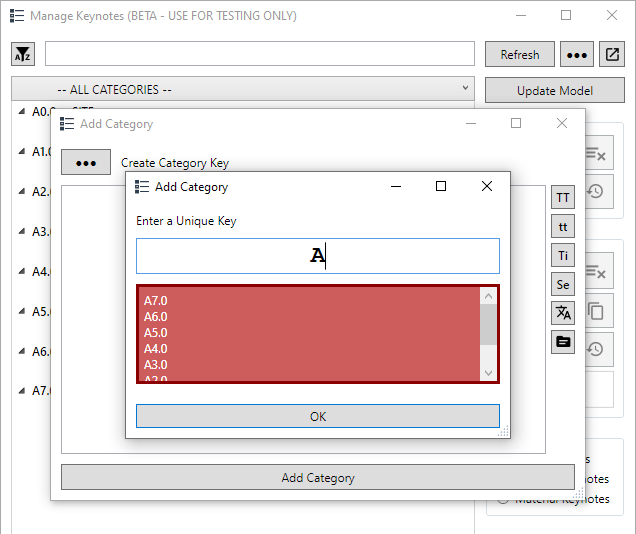 Manage Keynotes (BETA - USE FOR TESTING ONLY)
Refresh
-- ALL CATEGORIES --
Update Model
A0.0
A1.0
A2.0
A3.0
A4.0
A5.0
A6.0
A7.0
Add Category
Create Category Key
TT
tt
Ti
Se
Add Category
Add Category
Enter a Unique Key
A
A7.0
A6.0
A5.0
A4.0
A3.0
A2.0
OK